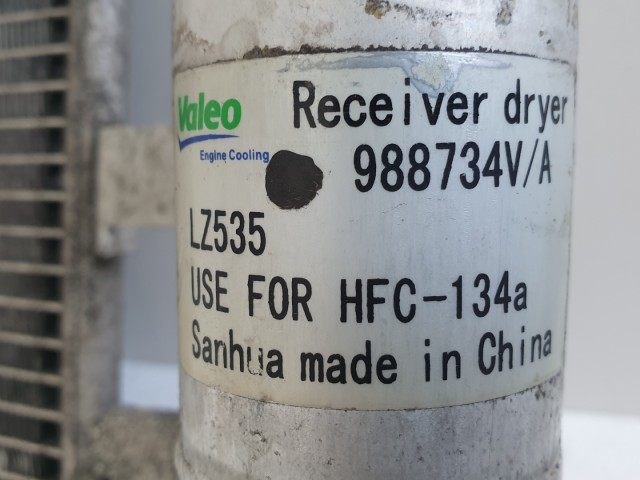 Valeo Receiver dryer
Engine Cooling
988734V/A
LZ535
USE FOR HFC-134a
Sanhua made in China